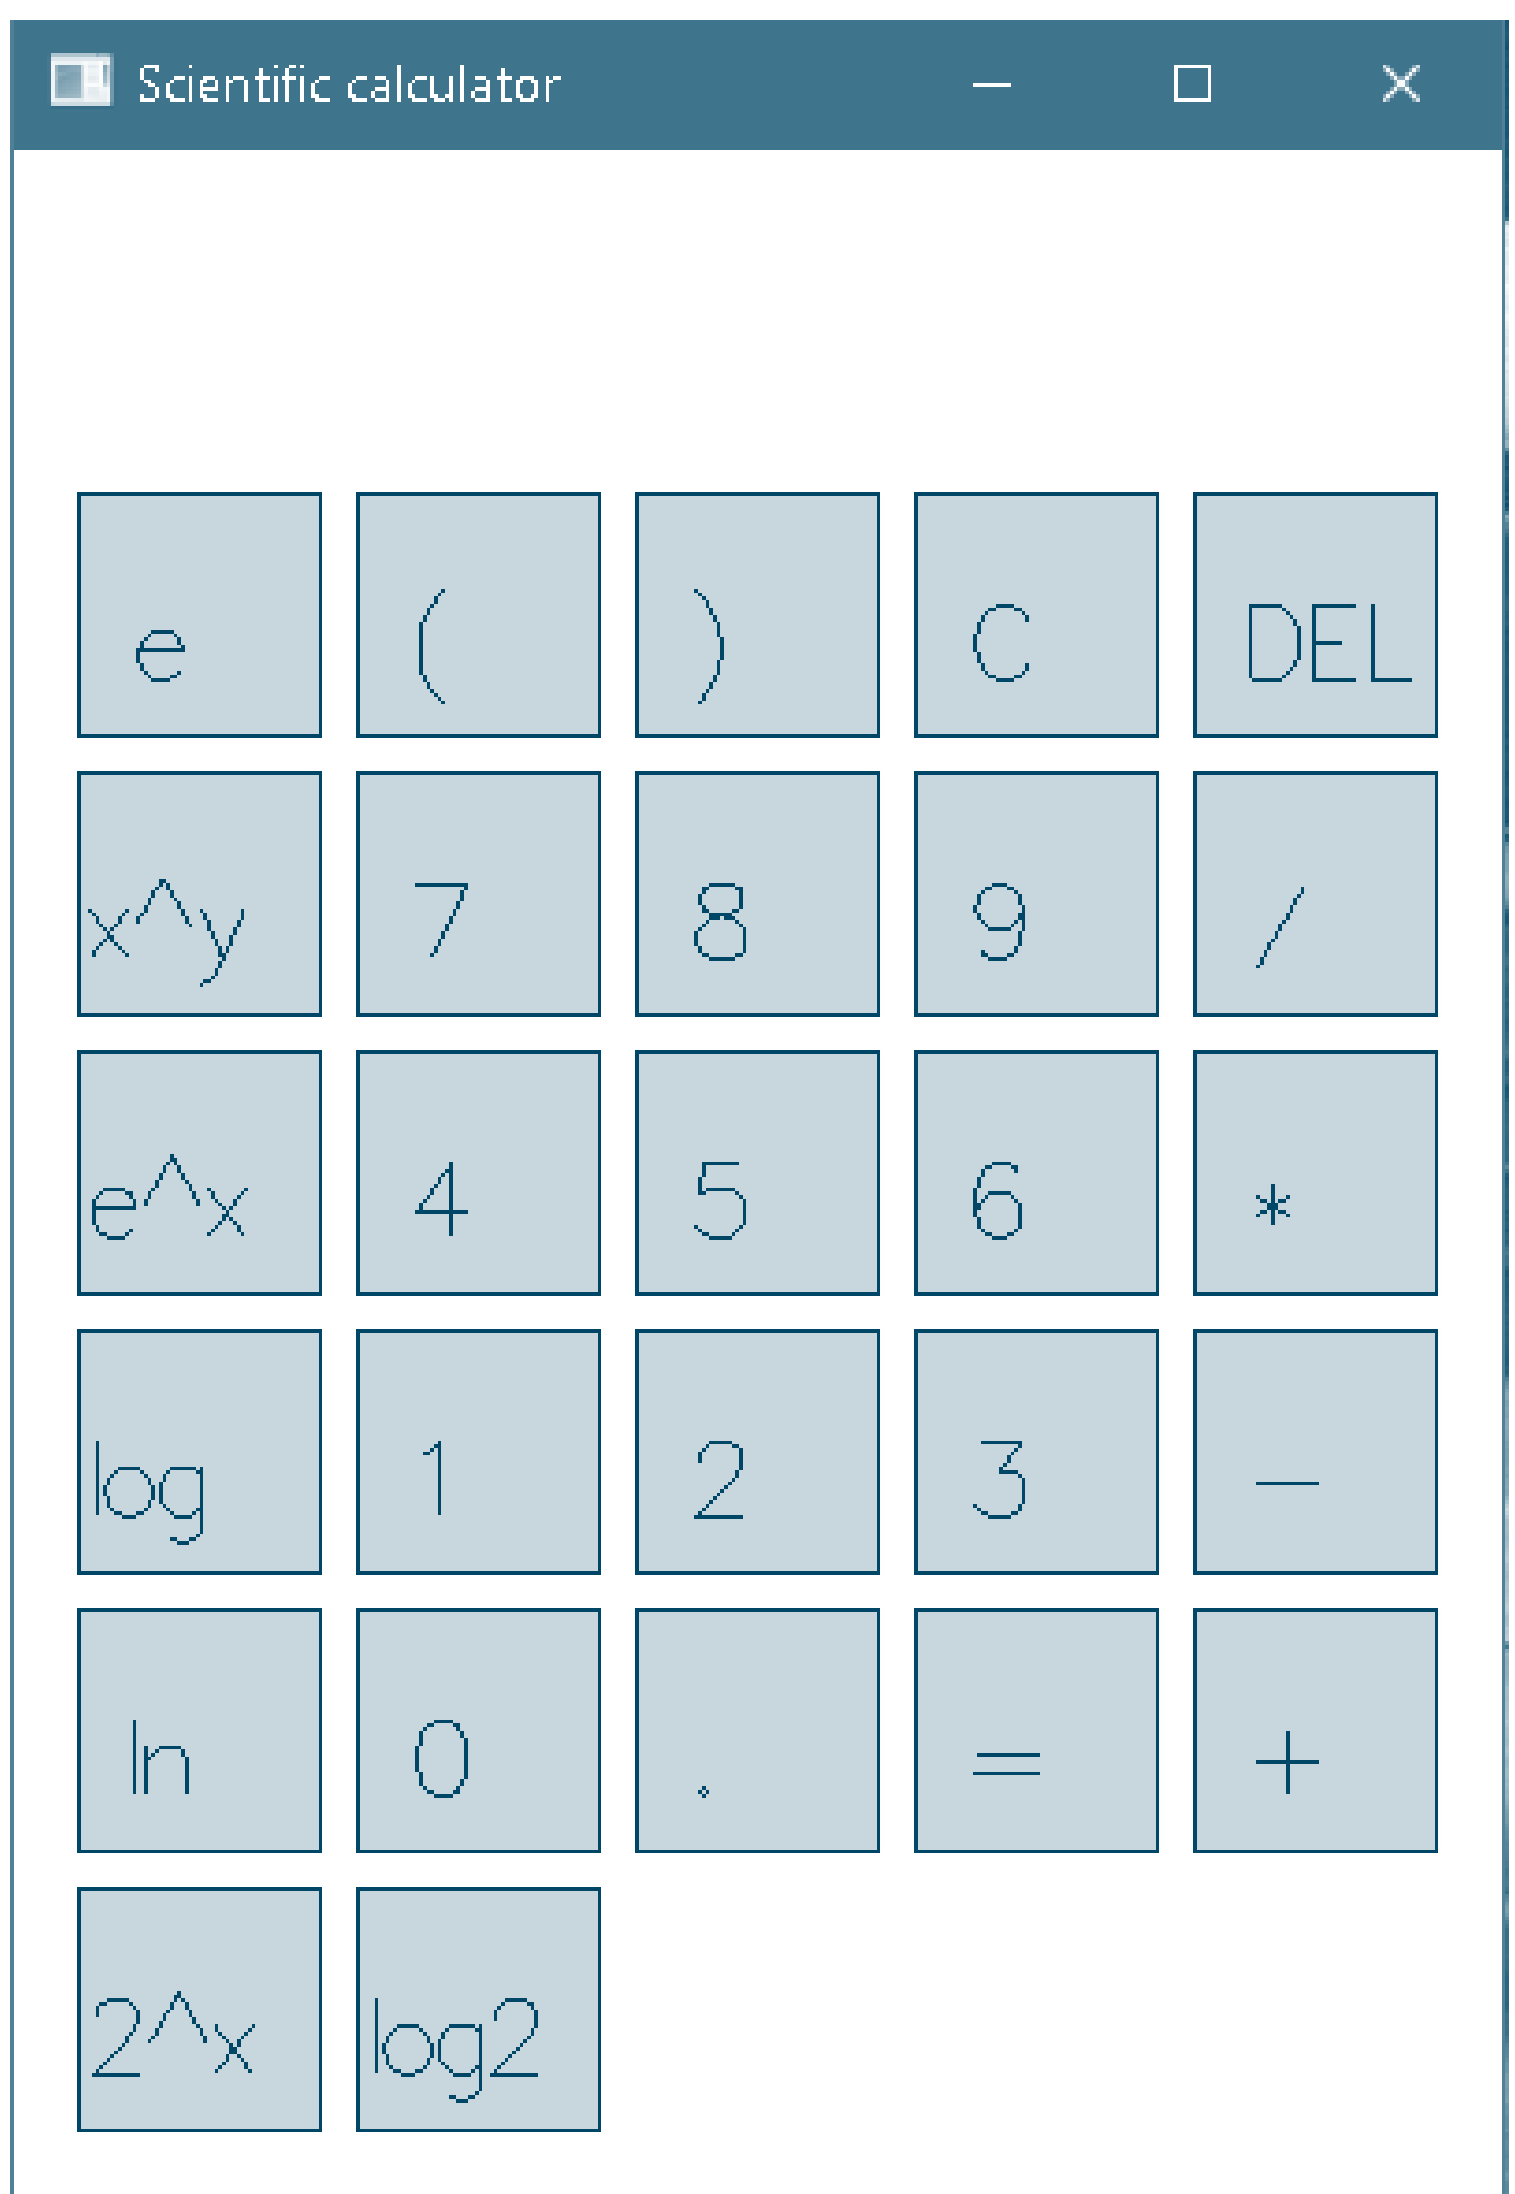 Scientific calculator
e ( ) C DEL
x^y 7 8 9 /
e^x 4 5 6 *
log 1 2 3 -
ln 0 . = +
2^x log2